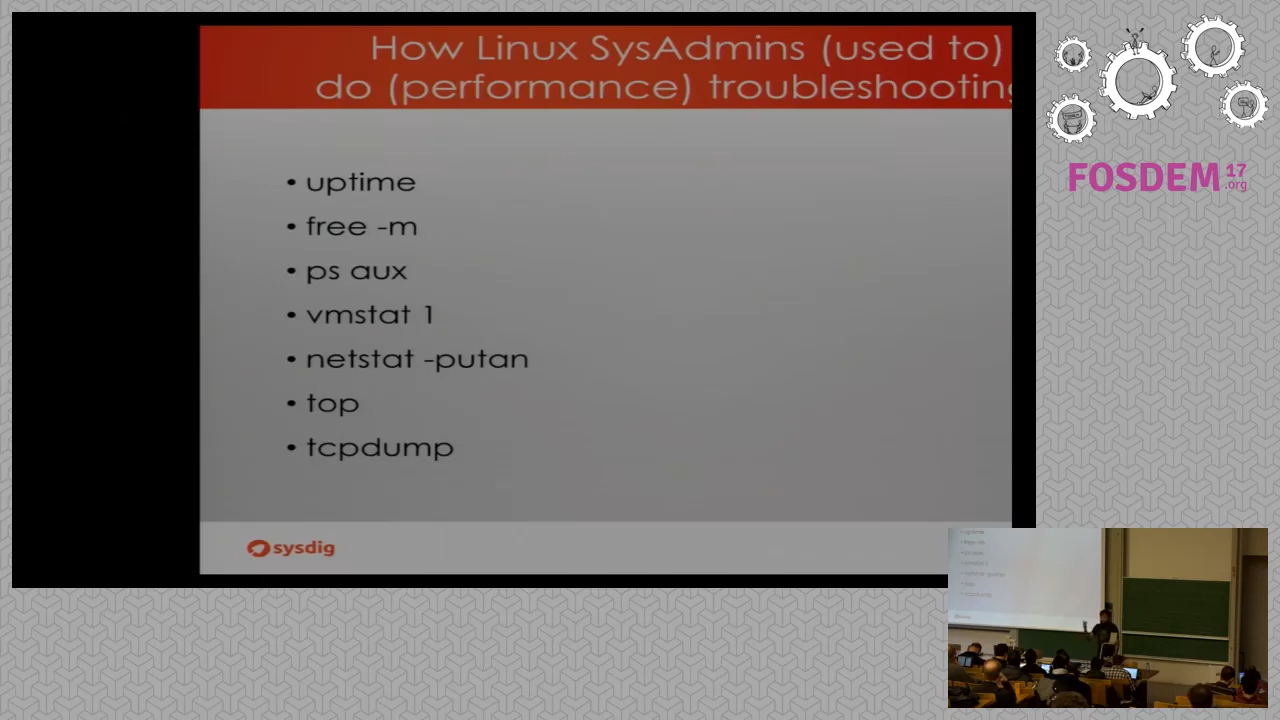 How Linux SysAdmins (used to)
do (performance) troubleshooting
• uptime
• free -m
• ps aux
• vmstat 1
• netstat -putan
• top
• tcpdump
sysdig
FOSDEM 17
.org